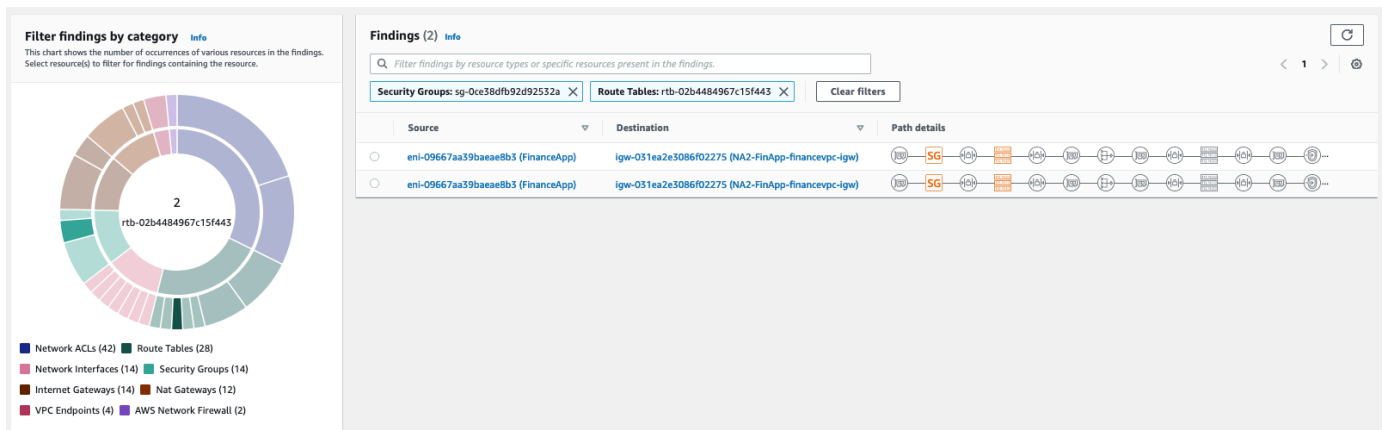 Filter findings by category Info
This chart shows the number of occurrences of various resources in the findings.
Select resource(s) to filter for findings containing the resource.
2
rtb-02b4484967c15f443
Network ACLs (42) Route Tables (28)
Network Interfaces (14) Security Groups (14)
Internet Gateways (14) Nat Gateways (12)
VPC Endpoints (4) AWS Network Firewall (2)
Findings (2) Info
Filter findings by resource types or specific resources present in the findings.
1
Security Groups: sg-0ce38dfb92d92532a Route Tables: rtb-02b4484967c15f443 Clear filters
Source Destination Path details
eni-09667aa39baeae8b3 (FinanceApp) igw-031ea2e3086f02275 (NA2-FinApp-financevpc-igw) SG ...
eni-09667aa39baeae8b3 (FinanceApp) igw-031ea2e3086f02275 (NA2-FinApp-financevpc-igw) SG ...